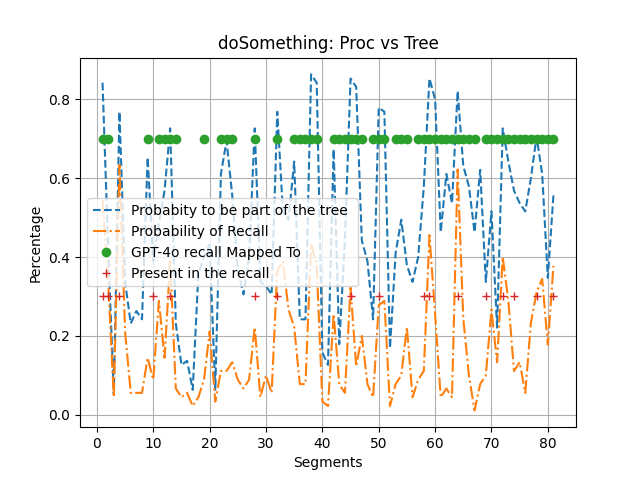 doSomething: Proc vs Tree
Percentage
0.8
0.6
0.4
0.2
0.0
Probabity to be part of the tree
Probability of Recall
GPT-4o recall Mapped To
Present in the recall
0 10 20 30 40 50 60 70 80
Segments